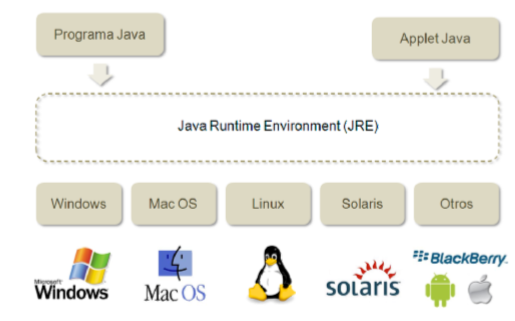 Programa Java
Applet Java
Java Runtime Environment (JRE)
Windows
Mac OS
Linux
Solaris
Otros
Microsoft
Windows
Mac OS
solaris
BlackBerry.